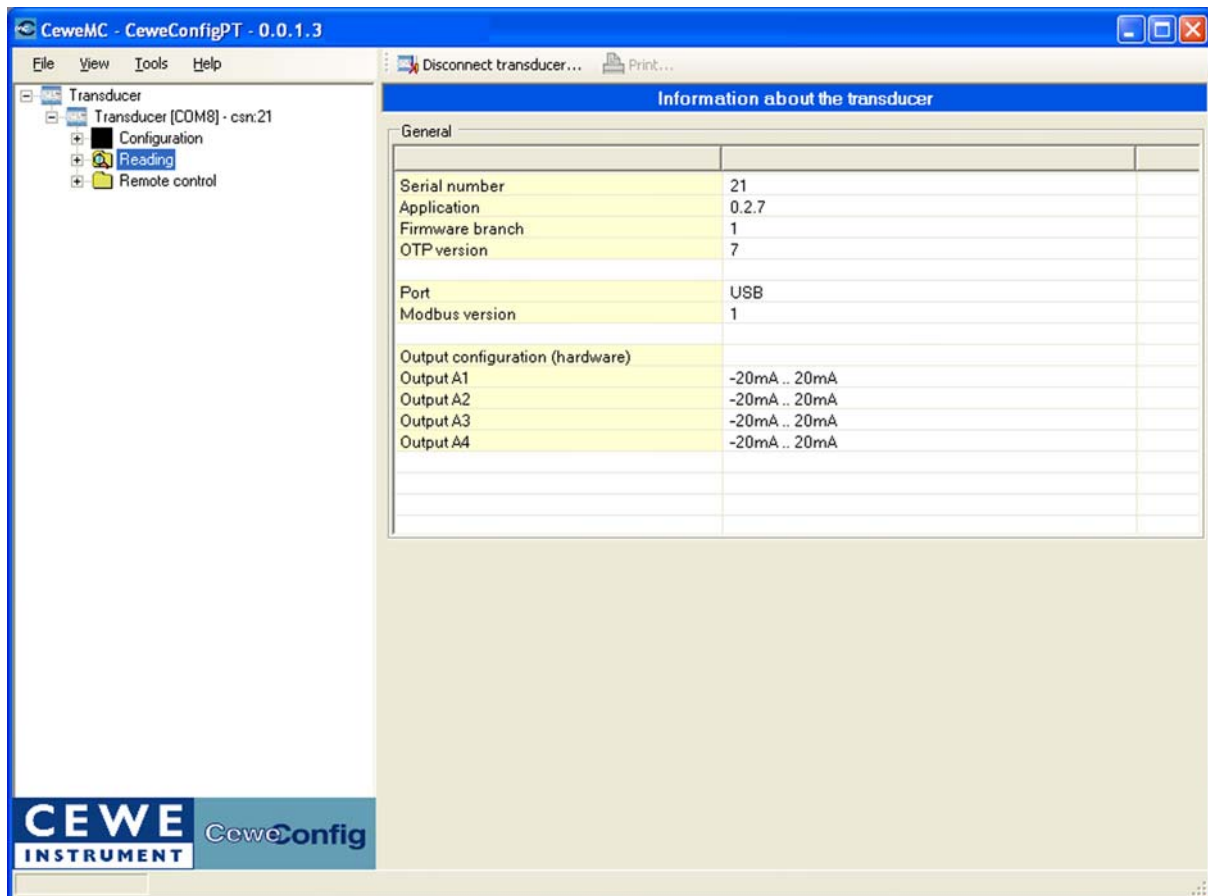 CeweMC - CeweConfigPT - 0.0.1.3
File View Tools Help
Disconnect transducer... Print...
Transducer
Transducer [COM8] - csn:21
Configuration
Reading
Remote control
Information about the transducer
General
Serial number 21
Application 0.2.7
Firmware branch 1
OTP version 7
Port USB
Modbus version 1
Output configuration (hardware)
Output A1 -20mA .. 20mA
Output A2 -20mA .. 20mA
Output A3 -20mA .. 20mA
Output A4 -20mA .. 20mA
CEWE
INSTRUMENT
CeweConfig